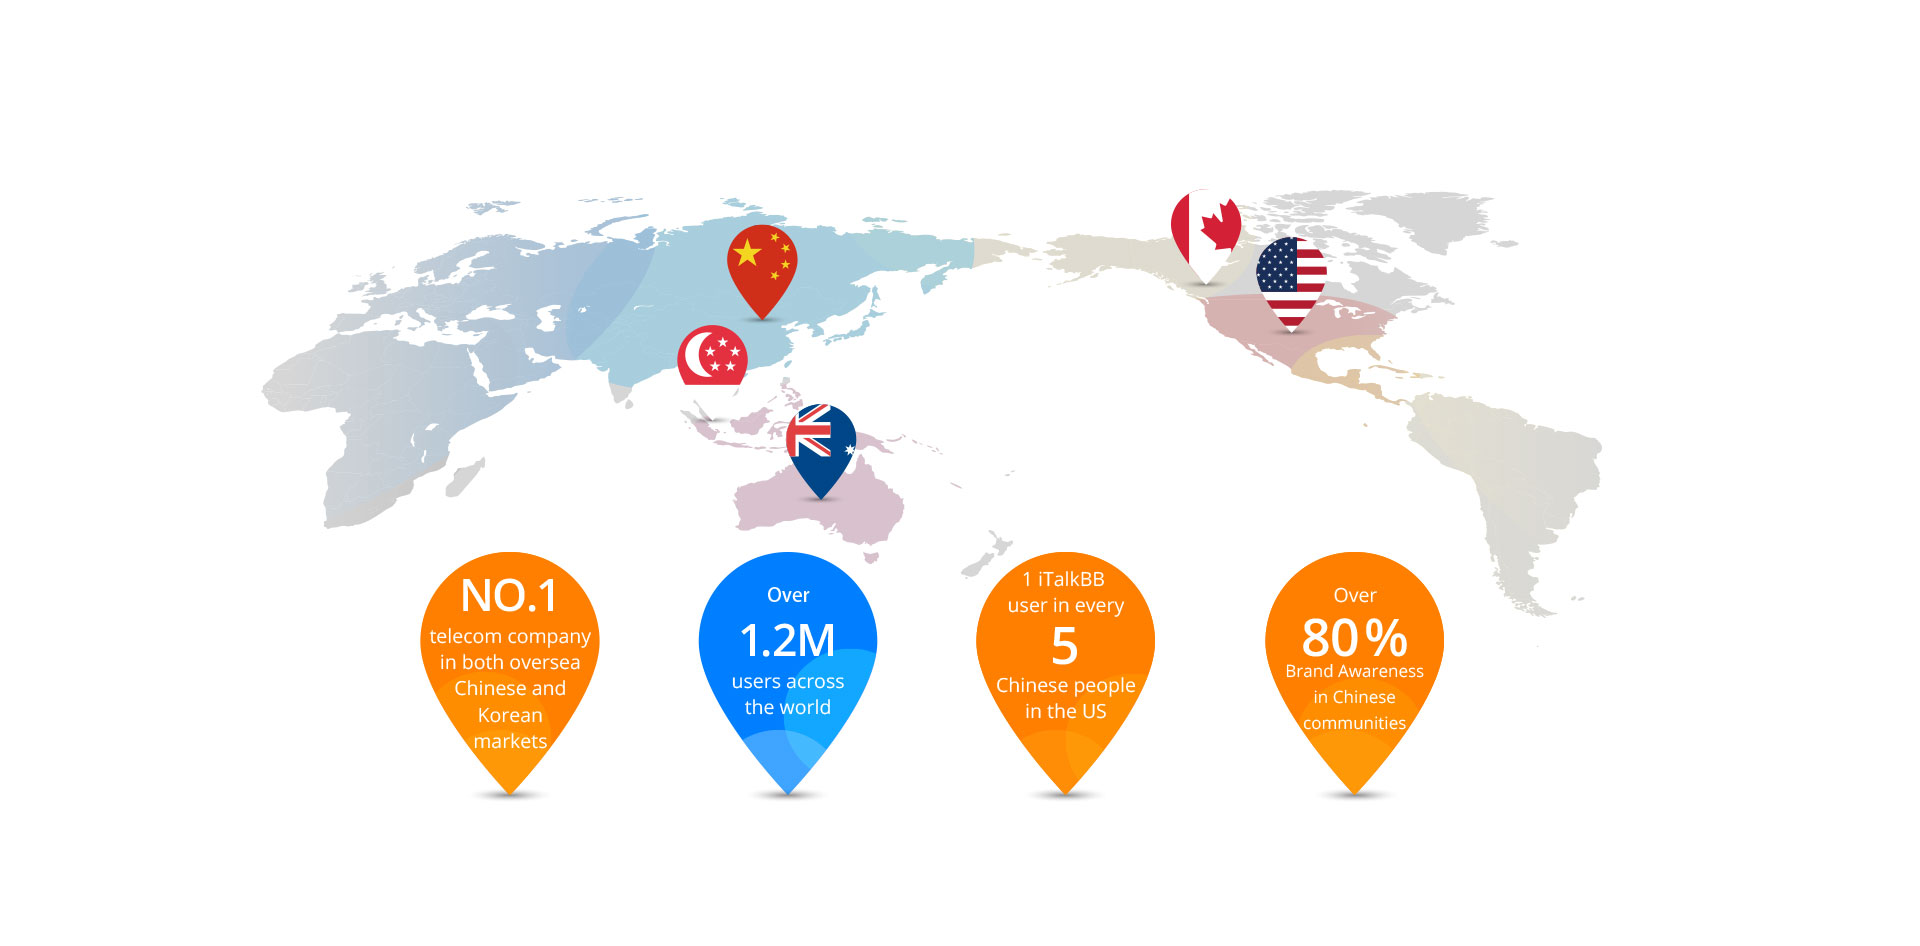 NO.1
telecom company
in both oversea
Chinese and
Korean
markets
Over
1.2M
users across
the world
1 iTalkBB
user in every
5
Chinese people
in the US
Over
80%
Brand Awareness
in Chinese
communities